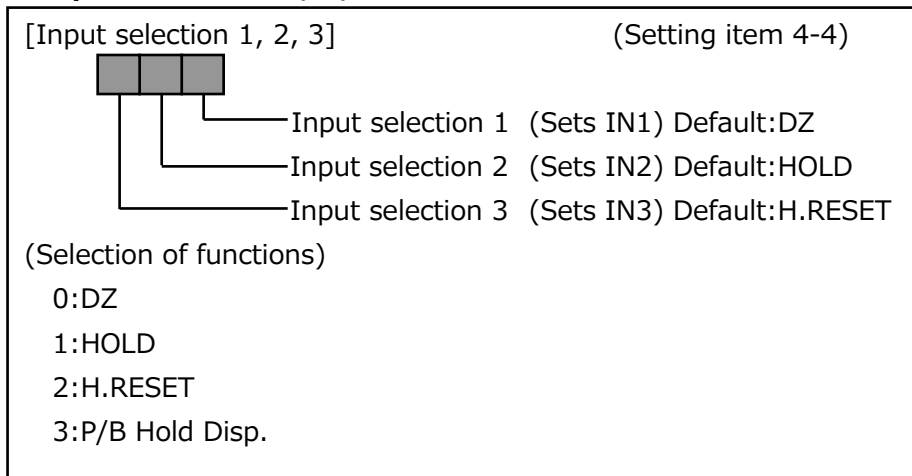 [Input selection 1, 2, 3] (Setting item 4-4)
Input selection 1 (Sets IN1) Default:DZ
Input selection 2 (Sets IN2) Default:HOLD
Input selection 3 (Sets IN3) Default:H.RESET
(Selection of functions)
0:DZ
1:HOLD
2:H.RESET
3:P/B Hold Disp.